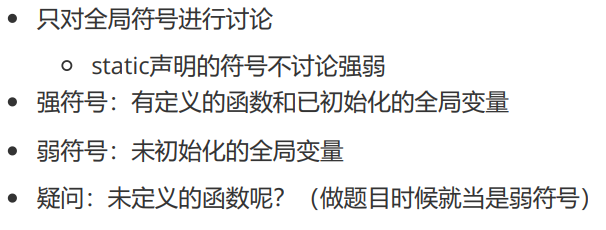 只对全局符号进行讨论
static声明的符号不讨论强弱
强符号：有定义的函数和已初始化的全局变量
弱符号：未初始化的全局变量
疑问：未定义的函数呢？（做题目时候就当是弱符号）